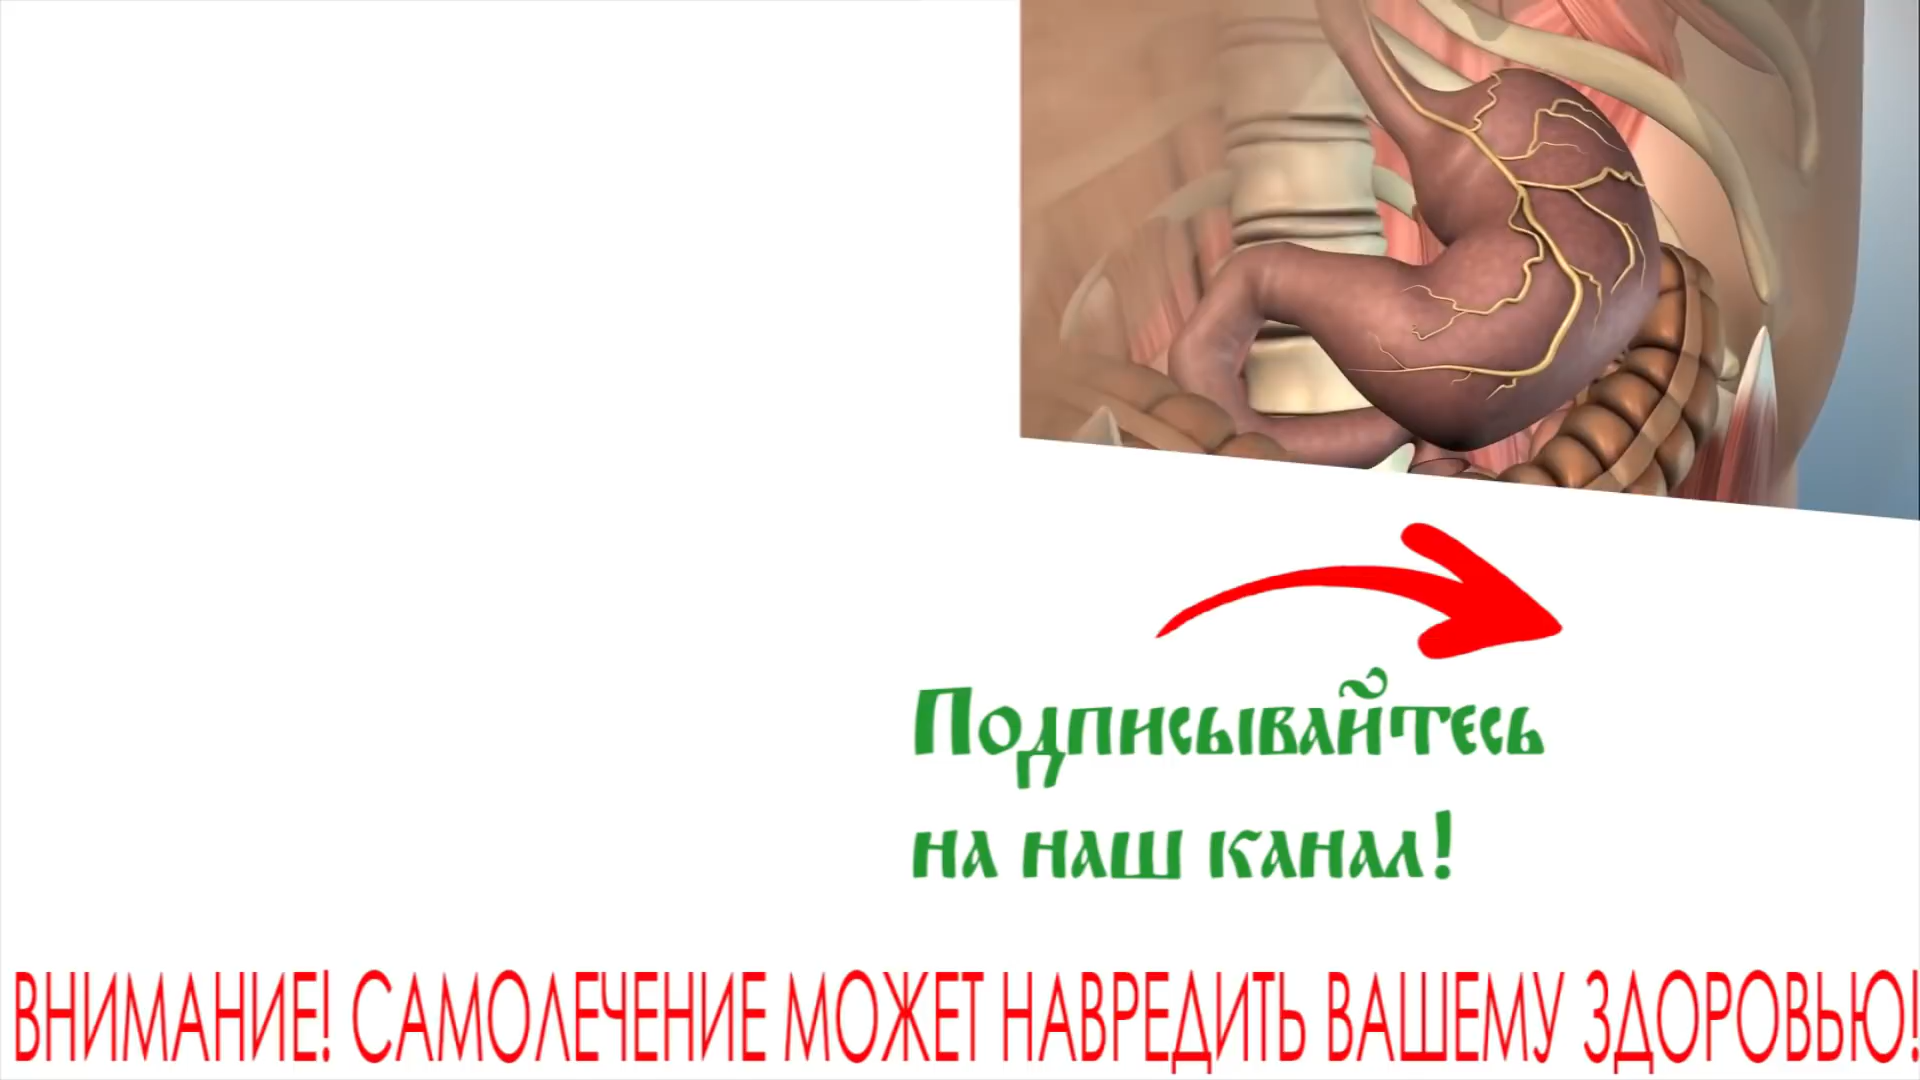 Подписывайтесь
на наш канал!
ВНИМАНИЕ! САМОЛЕЧЕНИЕ МОЖЕТ НАВРЕДИТЬ ВАШЕМУ ЗДОРОВЬЮ!